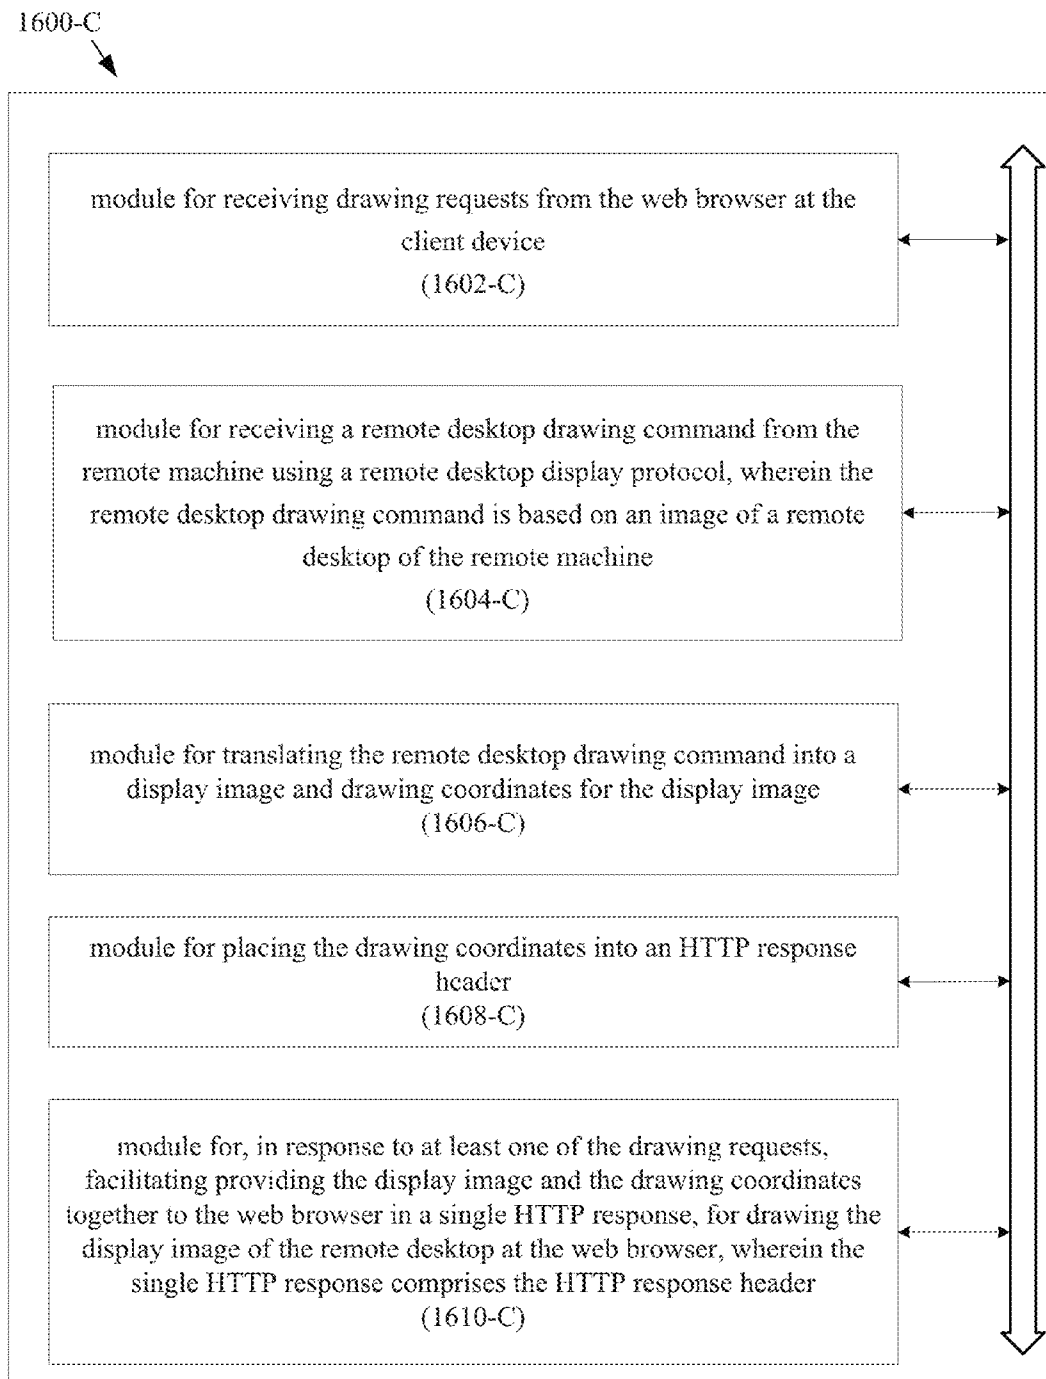 1600-C
module for receiving drawing requests from the web browser at the
client device
(1602-C)
module for receiving a remote desktop drawing command from the
remote machine using a remote desktop display protocol, wherein the
remote desktop drawing command is based on an image of a remote
desktop of the remote machine
(1604-C)
module for translating the remote desktop drawing command into a
display image and drawing coordinates for the display image
(1606-C)
module for placing the drawing coordinates into an HTTP response
header
(1608-C)
module for, in response to at least one of the drawing requests,
facilitating providing the display image and the drawing coordinates
together to the web browser in a single HTTP response, for drawing the
display image of the remote desktop at the web browser, wherein the
single HTTP response comprises the HTTP response header
(1610-C)